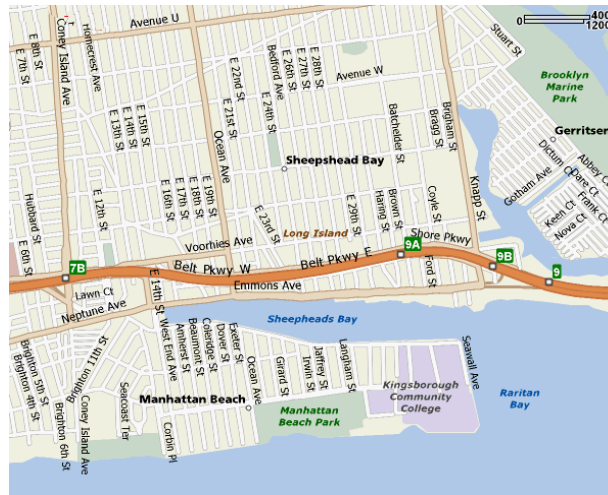 Avenue U
400
0
1200
Stuart St
E 8th St
E 7th St
Coney Island Ave
Homecrest Ave
E 28th St
E 27th St
E 26th St
Bedford Ave
E 24th St
E 22nd St
E 21st St
Avenue W
Brooklyn
Marine
Park
E 15th St
E 14th St
E 13th St
Ocean Ave
Batchelder St
Bragg St
Brigham St
Gerritsen
Sheepshead Bay
Abbey Ct
Dictum Ct
Dare Ct
Gotham Ave
Frank Ct
Keen Ct
Nova Ct
Knapp St
Hubbard St
E 6th St
E 12th St
E 16th St
E 17th St
E 18th St
E 19th St
E 23rd St
E 29th St
Haring St
Brown St
Coyle St
Voorhies Ave
Long Island
Shore Pkwy
9A
9B
9
7B
Belt Pkwy W
Belt Pkwy E
Ford St
Emmons Ave
Lawn Ct
Neptune Ave
E 14th St
Sheepheads Bay
West End Ave
Amherst St
Beaumont St
Coleridge St
Dover St
Exeter St
Ocean Ave
Girard St
Irwin St
Jaffrey St
Langham St
Seawall Ave
Brighton 11th St
Brighton 5th St
Brighton 4th St
Brighton 6th St
Coney Island Ave
Seacoast Ter
Corbin Pl
Manhattan Beach
Manhattan
Beach Park
Kingsborough
Community
College
Raritan
Bay